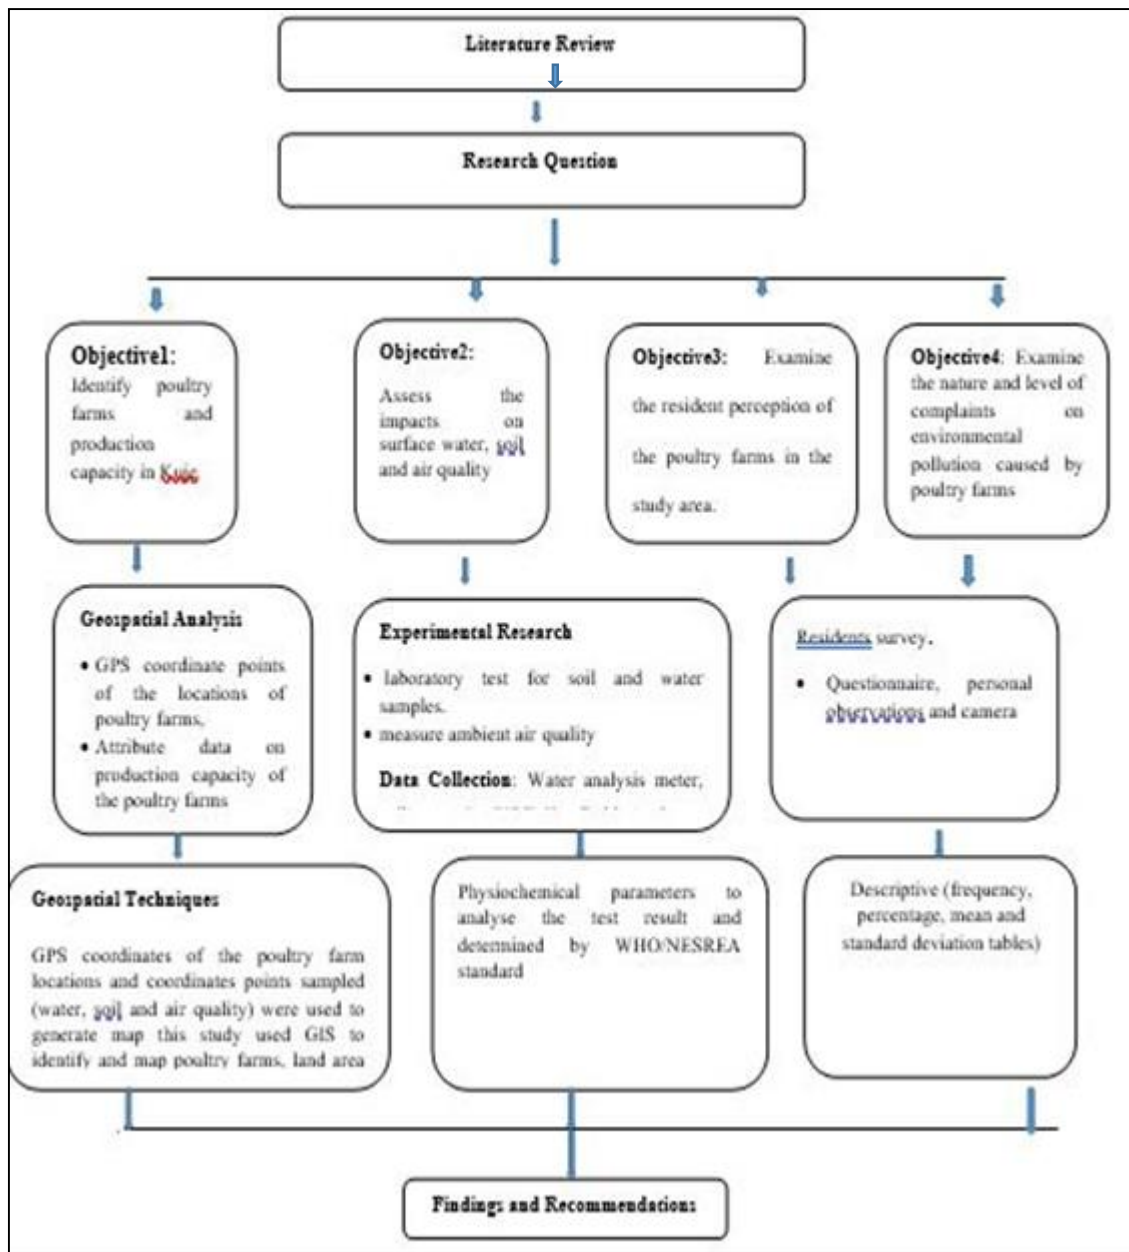 Literature Review
Research Question
Objective1:
Identify poultry
farms and
production
capacity in
Objective2:
Assess the
impacts on
surface water, soil
and air quality
Objective3: Examine
the resident perception of
the poultry farms in the
study area.
Objective4: Examine
the nature and level of
complaints on
environmental
pollution caused by
poultry farms
Geospatial Analysis
• GPS coordinate points
of the locations of
poultry farms,
• Attribute data on
production capacity of
the poultry farms
Experimental Research
• laboratory test for soil and water
samples.
• measure ambient air quality
Data Collection: Water analysis meter,
Residents survey.
• Questionnaire, personal
observations and camera
Geospatial Techniques
GPS coordinates of the poultry farm
locations and coordinates points sampled
(water, soil and air quality) were used to
generate map this study used GIS to
identify and map poultry farms, land area
Physiochemical parameters to
analyse the test result and
determined by WHO/NESREA
standard
Descriptive (frequency,
percentage, mean and
standard deviation tables)
Findings and Recommendations